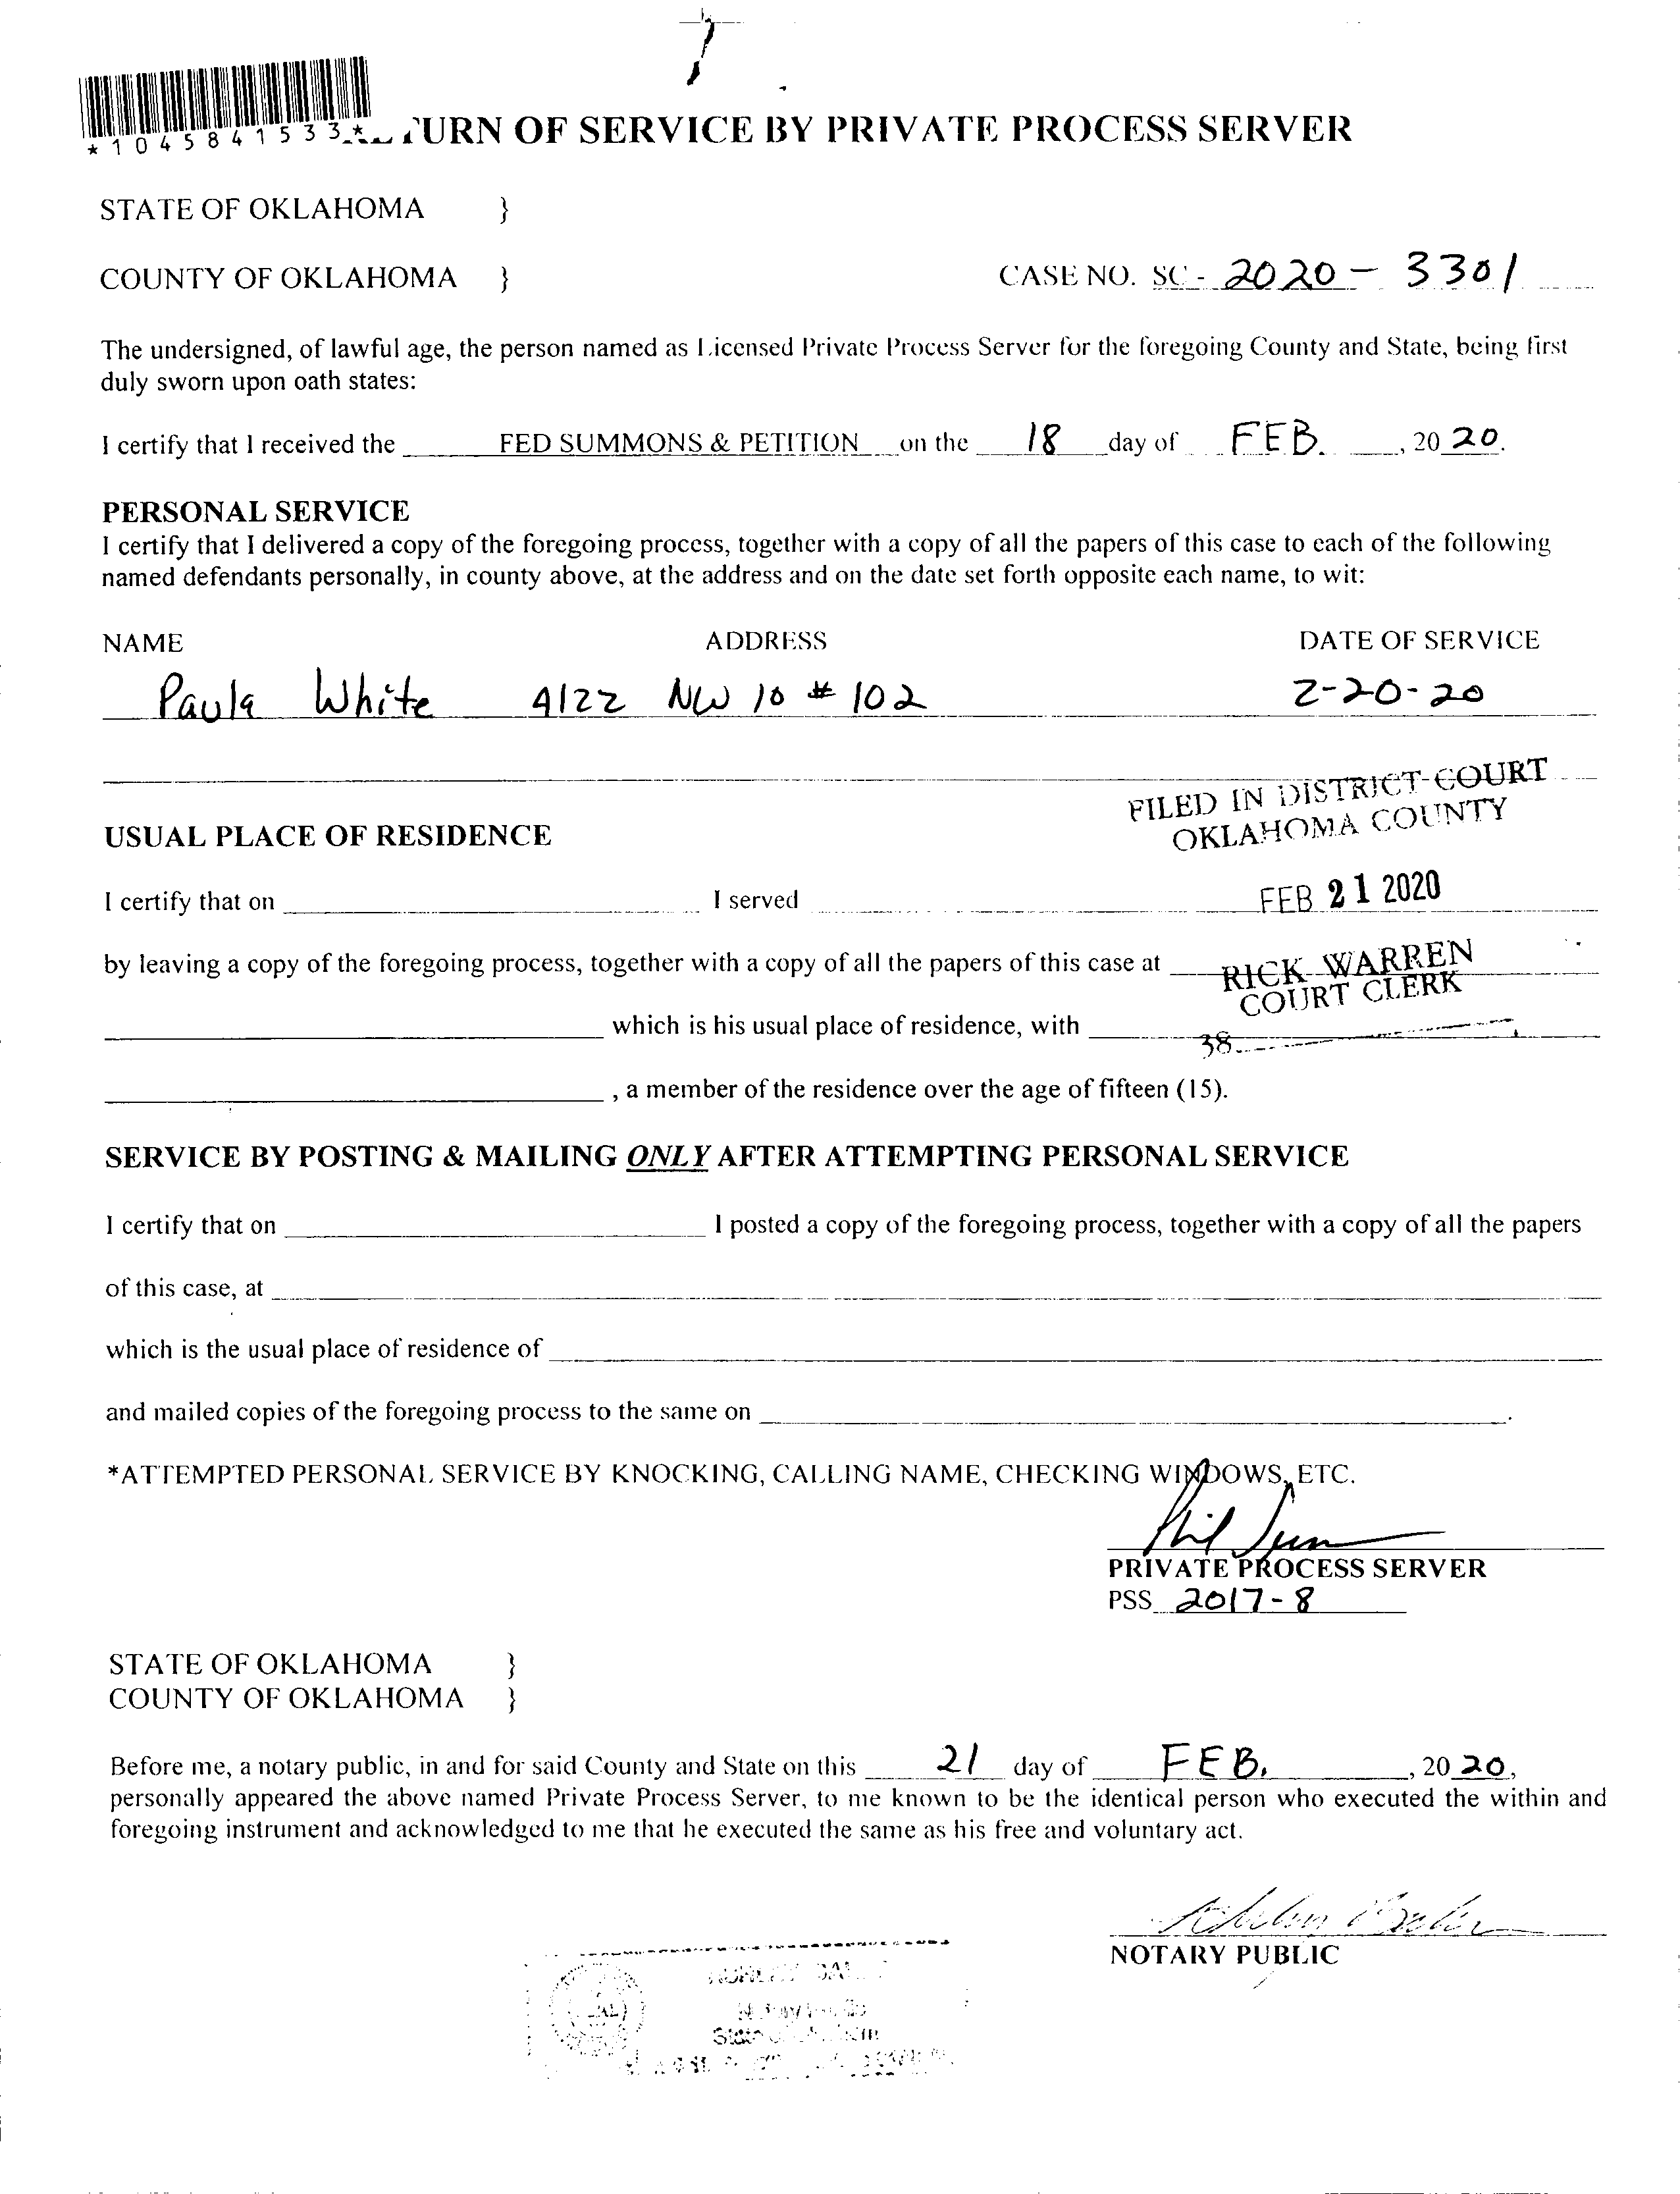 *1045841533*
TURN OF SERVICE BY PRIVATE PROCESS SERVER
STATE OF OKLAHOMA }
COUNTY OF OKLAHOMA } CASE NO. SC - 2020 - 3301
The undersigned, of lawful age, the person named as Licensed Private Process Server for the foregoing County and State, being first
duly sworn upon oath states:
I certify that I received the FED SUMMONS & PETITION on the 18 day of FEB. , 20 20.
PERSONAL SERVICE
I certify that I delivered a copy of the foregoing process, together with a copy of all the papers of this case to each of the following
named defendants personally, in county above, at the address and on the date set forth opposite each name, to wit:
NAME ADDRESS DATE OF SERVICE
Paula White 4122 NW 10 # 102 2-20-20
FILED IN DISTRICT COURT
OKLAHOMA COUNTY
USUAL PLACE OF RESIDENCE
FEB 21 2020
I certify that on I served
by leaving a copy of the foregoing process, together with a copy of all the papers of this case at
RICK WARREN
COURT CLERK
which is his usual place of residence, with
38
, a member of the residence over the age of fifteen (15).
SERVICE BY POSTING & MAILING ONLY AFTER ATTEMPTING PERSONAL SERVICE
I certify that on I posted a copy of the foregoing process, together with a copy of all the papers
of this case, at
which is the usual place of residence of
and mailed copies of the foregoing process to the same on .
*ATTEMPTED PERSONAL SERVICE BY KNOCKING, CALLING NAME, CHECKING WINDOWS, ETC.
PRIVATE PROCESS SERVER
PSS 2017-8
STATE OF OKLAHOMA }
COUNTY OF OKLAHOMA }
Before me, a notary public, in and for said County and State on this 21 day of FEB. , 20 20,
personally appeared the above named Private Process Server, to me known to be the identical person who executed the within and
foregoing instrument and acknowledged to me that he executed the same as his free and voluntary act.
NOTARY PUBLIC